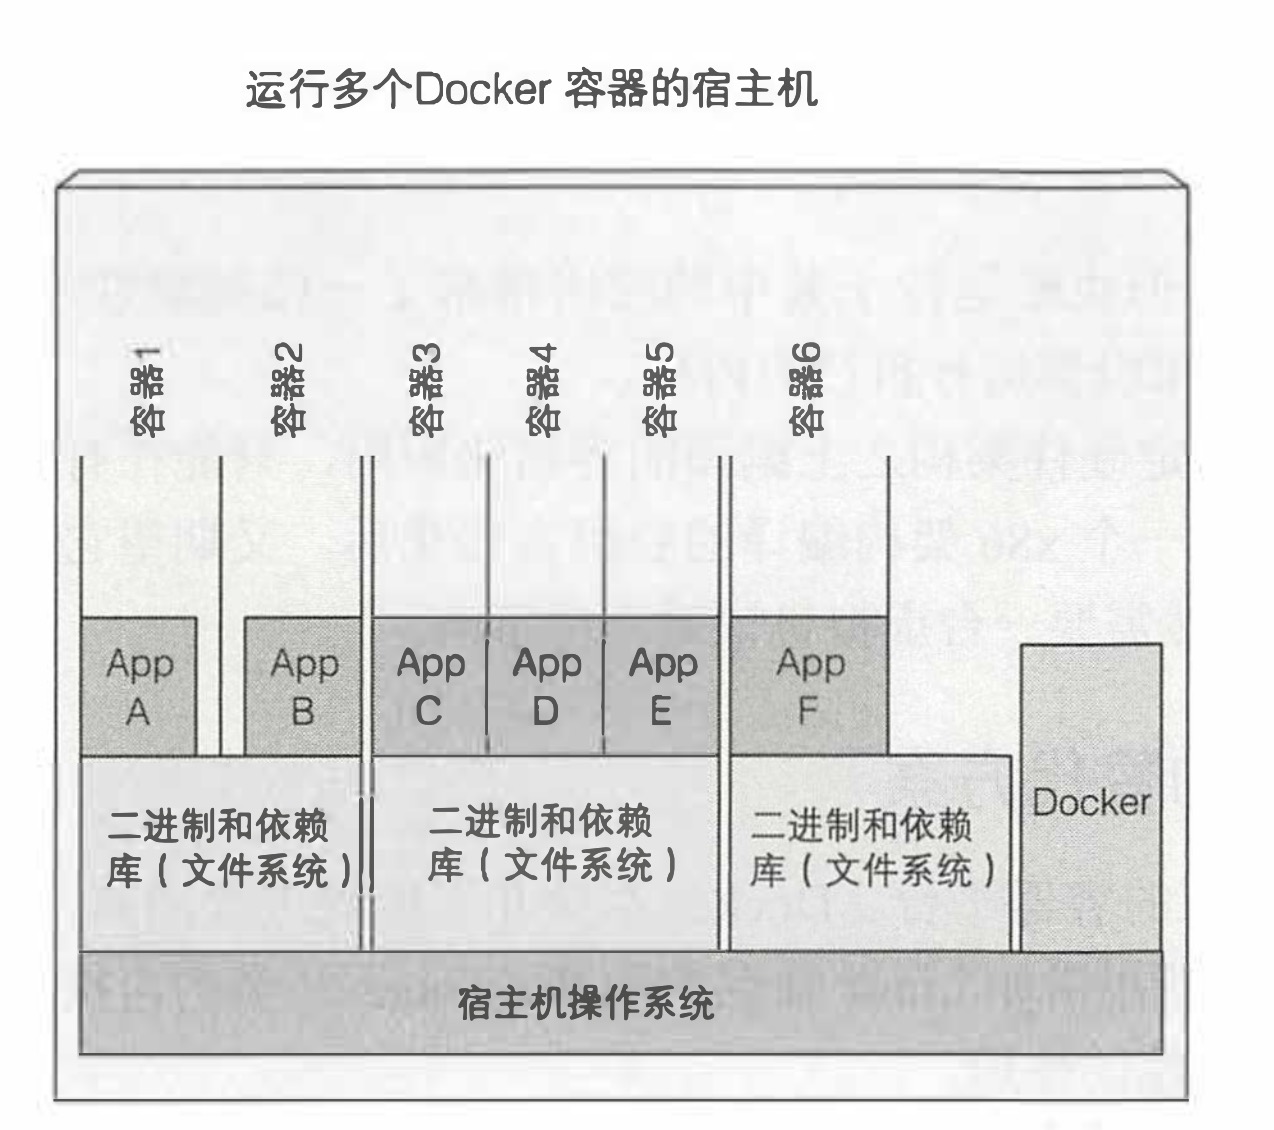 运行多个Docker 容器的宿主机
容器1
容器2
容器3
容器4
容器5
容器6
App
A
App
B
App
C
App
D
App
E
App
F
二进制和依赖
库（文件系统）
二进制和依赖
库（文件系统）
二进制和依赖
库（文件系统）
Docker
宿主机操作系统